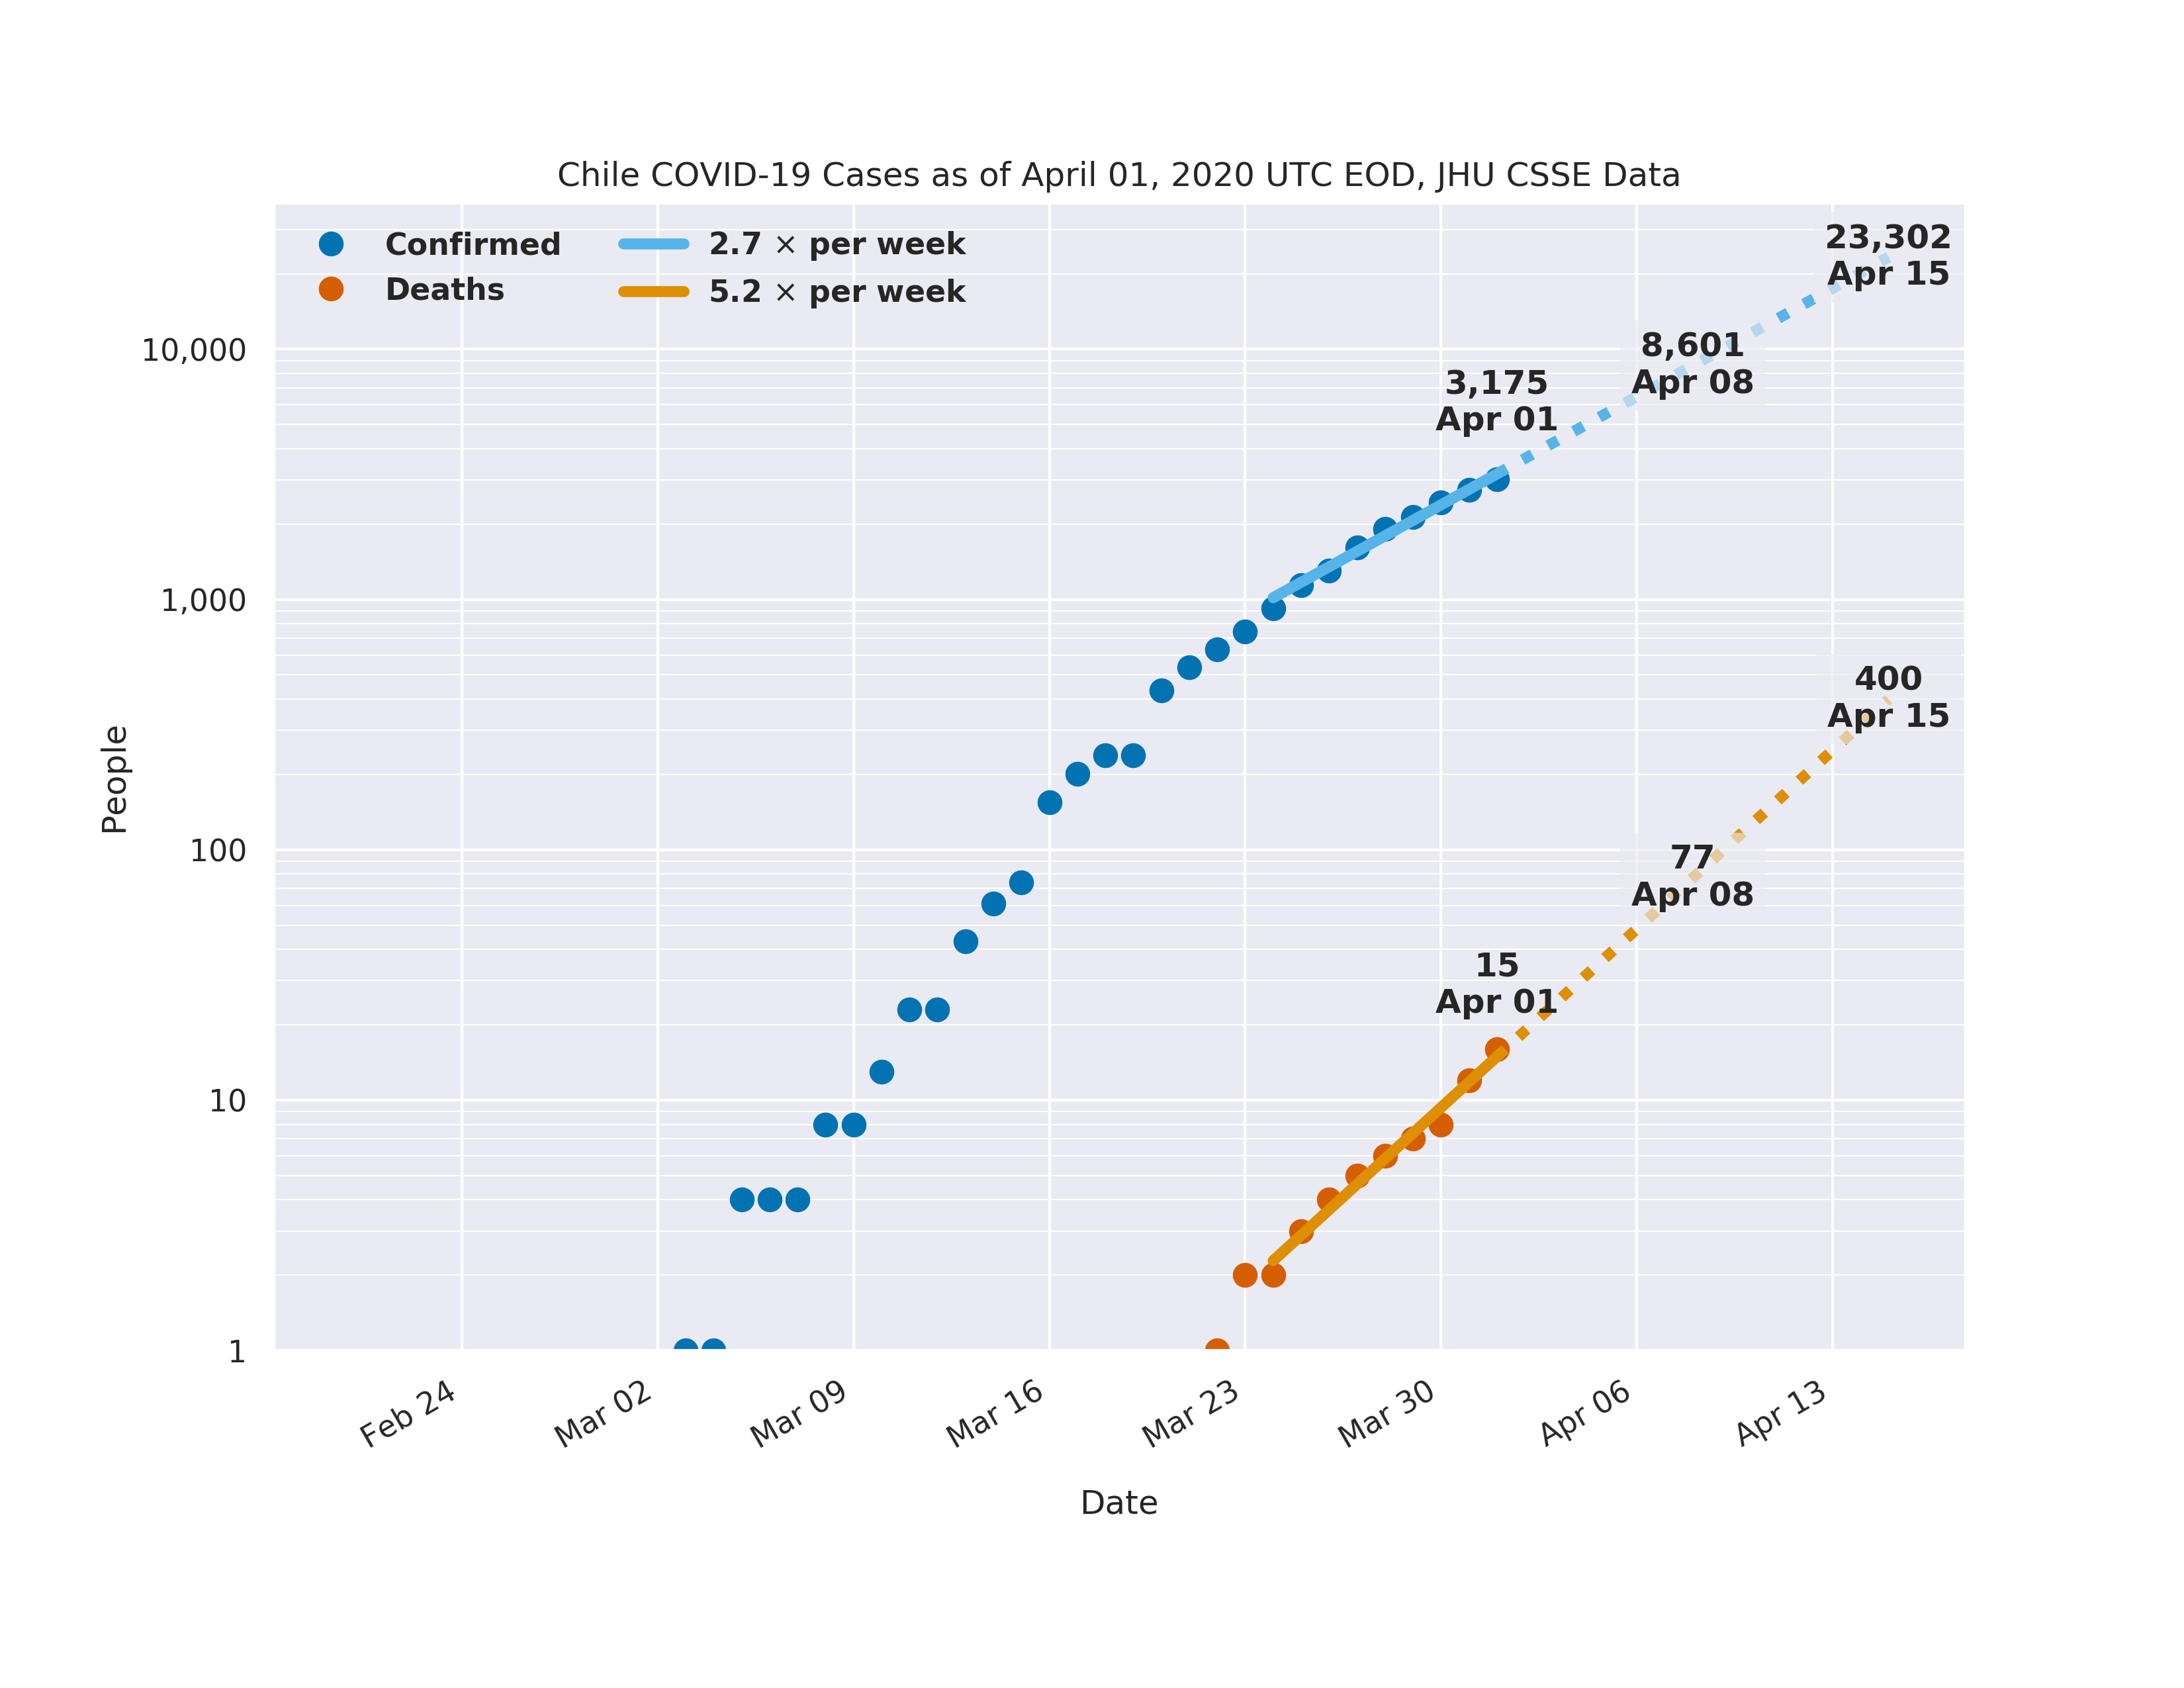 Chile COVID-19 Cases as of April 01, 2020 UTC EOD, JHU CSSE Data
Confirmed
Deaths
2.7 × per week
5.2 × per week
23,302
Apr 15
8,601
Apr 08
3,175
Apr 01
400
Apr 15
77
Apr 08
15
Apr 01
People
10,000
1,000
100
10
1
Feb 24
Mar 02
Mar 09
Mar 16
Mar 23
Mar 30
Apr 06
Apr 13
Date